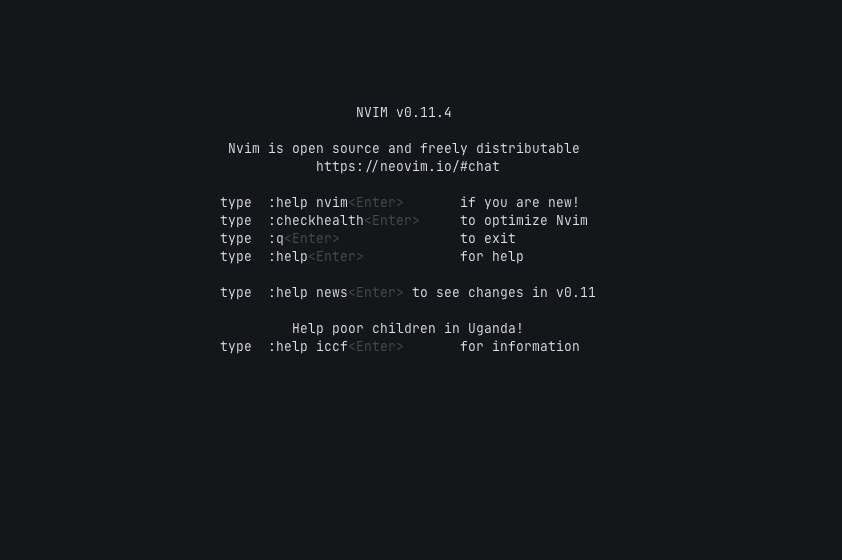 NVIM v0.11.4
Nvim is open source and freely distributable
https://neovim.io/#chat
type  :help nvim<Enter>       if you are new!
type  :checkhealth<Enter>     to optimize Nvim
type  :q<Enter>               to exit
type  :help<Enter>            for help
type  :help news<Enter> to see changes in v0.11
Help poor children in Uganda!
type  :help iccf<Enter>       for information